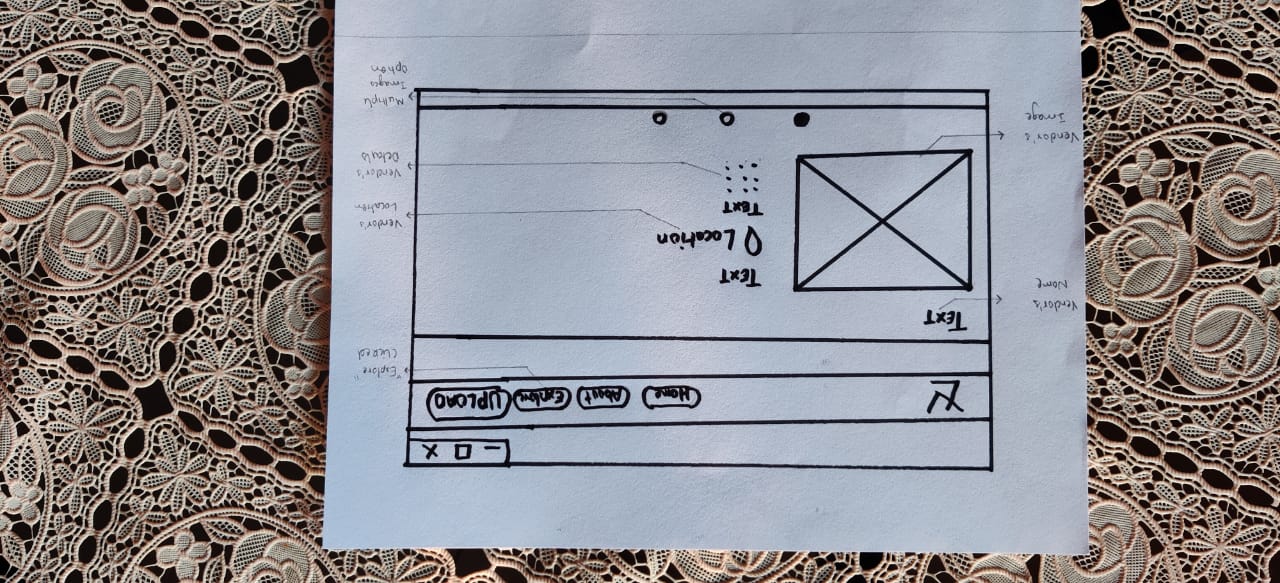 Home
About
Explore
UPLOAD
"Explore"
Clicked
TEXT
Vendor's
Name
TEXT
Location
Vendor's
Location
TEXT
Vendor's
Details
Vendor's
Image
Multiple
Images
Option